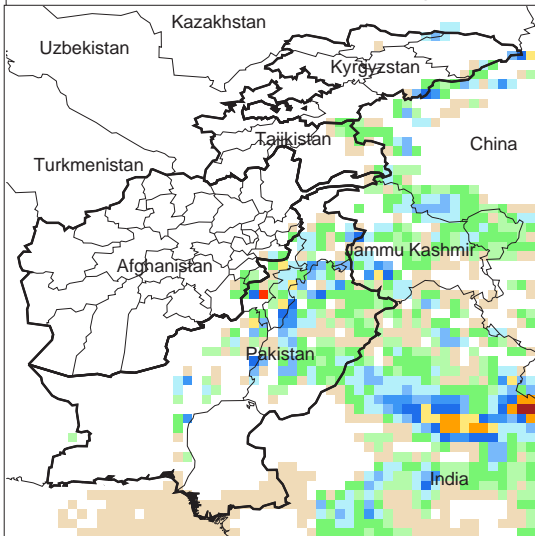 Kazakhstan
Uzbekistan
Kyrgyzstan
Tajikistan
China
Turkmenistan
Jammu Kashmir
Afghanistan
Pakistan
India